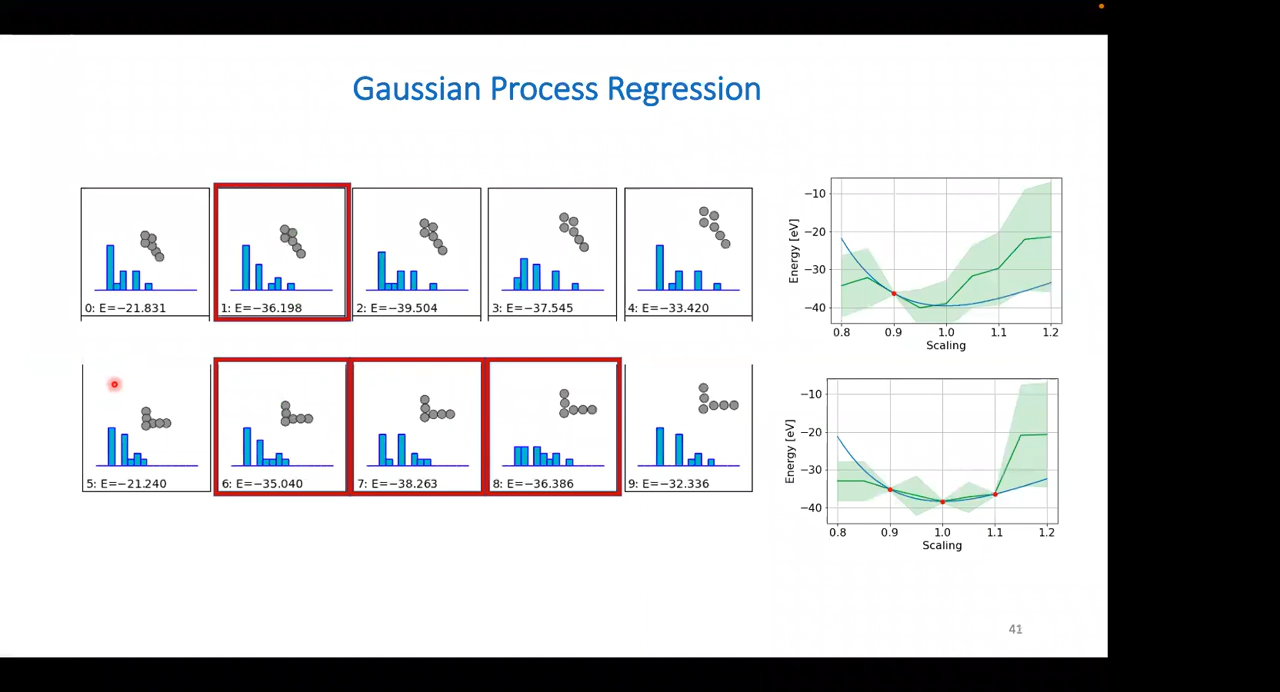 Gaussian Process Regression
0: E=−21.831
1: E=−36.198
2: E=−39.504
3: E=−37.545
4: E=−33.420
−10
−20
−30
−40
Energy [eV]
0.8 0.9 1.0 1.1 1.2
Scaling
5: E=−21.240
6: E=−35.040
7: E=−38.263
8: E=−36.386
9: E=−32.336
−10
−20
−30
−40
Energy [eV]
0.8 0.9 1.0 1.1 1.2
Scaling
41